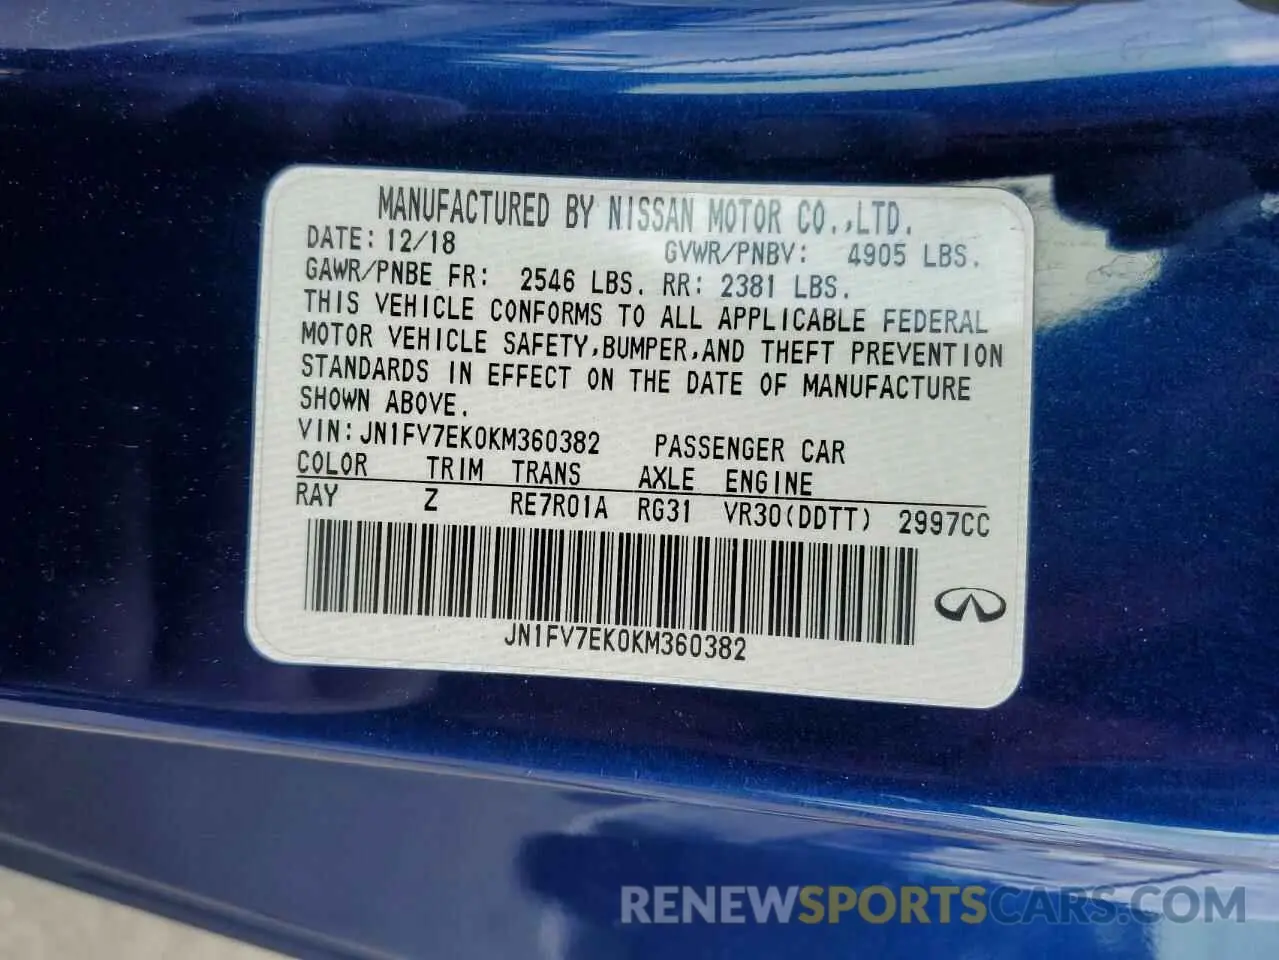 MANUFACTURED BY NISSAN MOTOR CO.,LTD.
DATE: 12/18 GVWR/PNBV: 4905 LBS.
GAWR/PNBE FR: 2546 LBS. RR: 2381 LBS.
THIS VEHICLE CONFORMS TO ALL APPLICABLE FEDERAL
MOTOR VEHICLE SAFETY,BUMPER,AND THEFT PREVENTION
STANDARDS IN EFFECT ON THE DATE OF MANUFACTURE
SHOWN ABOVE.
VIN:JN1FV7EK0KM360382 PASSENGER CAR
COLOR TRIM TRANS AXLE ENGINE
RAY Z RE7R01A RG31 VR30(DDTT) 2997CC
JN1FV7EK0KM360382
RENEWSPORTSCARS.COM